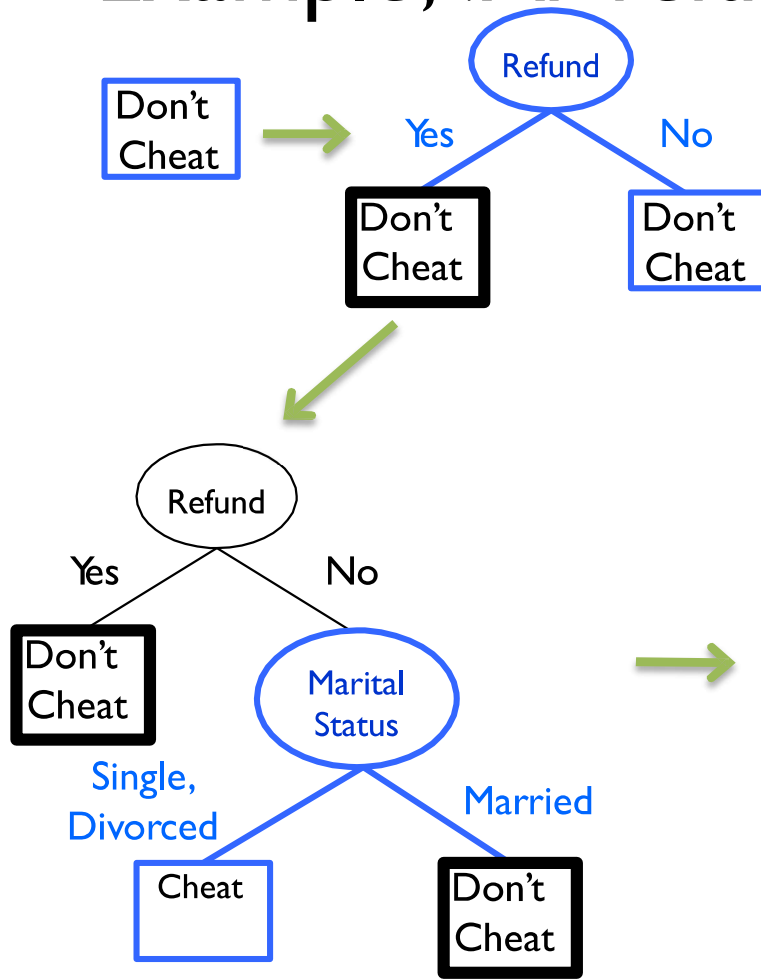 Example,
Refund
Don't
Cheat
Yes
No
Don't
Cheat
Don't
Cheat
Refund
Yes
No
Don't
Cheat
Marital
Status
Single,
Divorced
Married
Cheat
Don't
Cheat